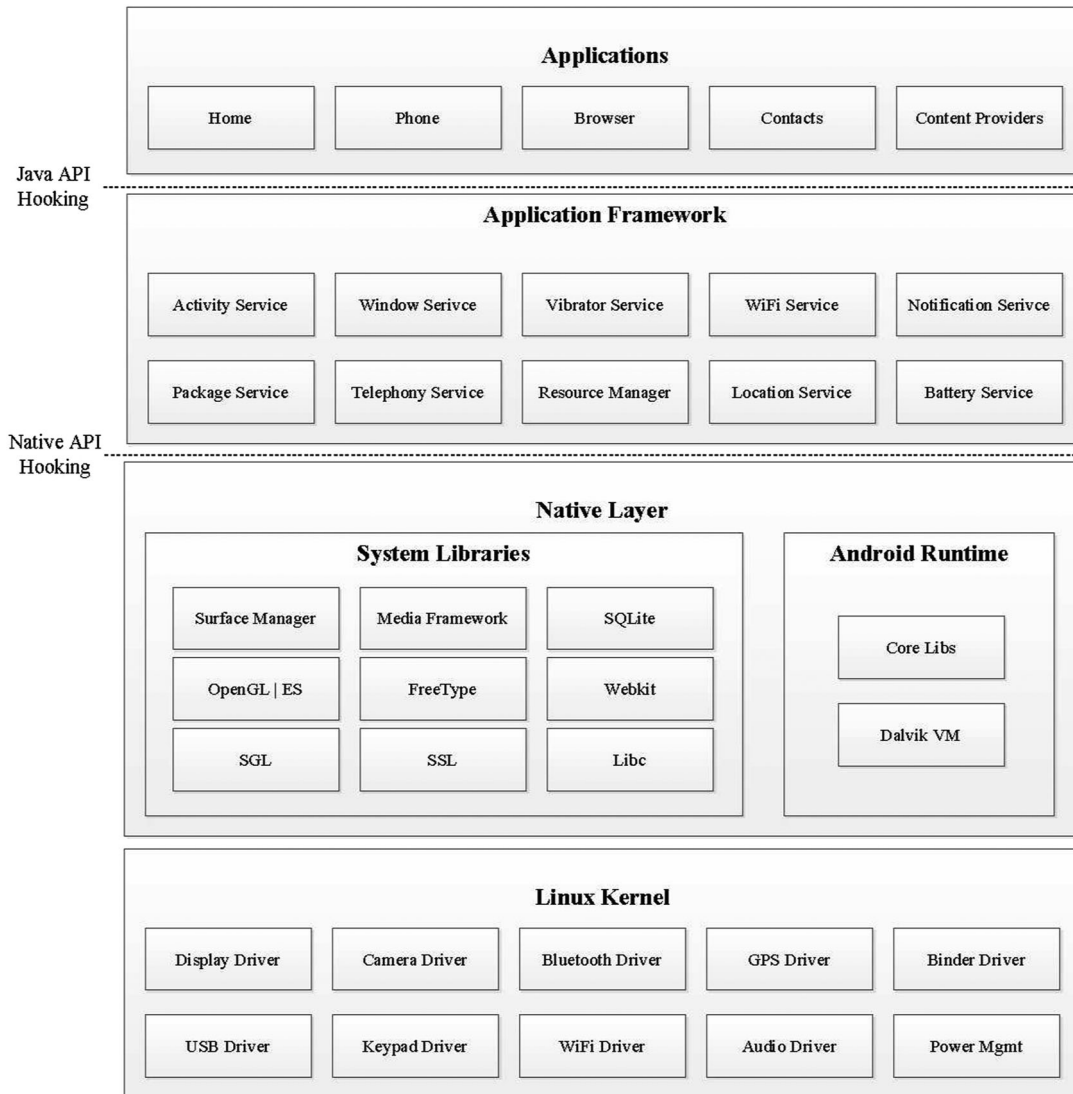 Applications
Home
Phone
Browser
Contacts
Content Providers
Java API
Hooking
Application Framework
Activity Service
Window Serivce
Vibrator Service
WiFi Service
Notification Serivce
Package Service
Telephony Service
Resource Manager
Location Service
Battery Service
Native API
Hooking
Native Layer
System Libraries
Surface Manager
Media Framework
SQLite
OpenGL | ES
FreeType
Webkit
SGL
SSL
Libc
Android Runtime
Core Libs
Dalvik VM
Linux Kernel
Display Driver
Camera Driver
Bluetooth Driver
GPS Driver
Binder Driver
USB Driver
Keypad Driver
WiFi Driver
Audio Driver
Power Mgmt